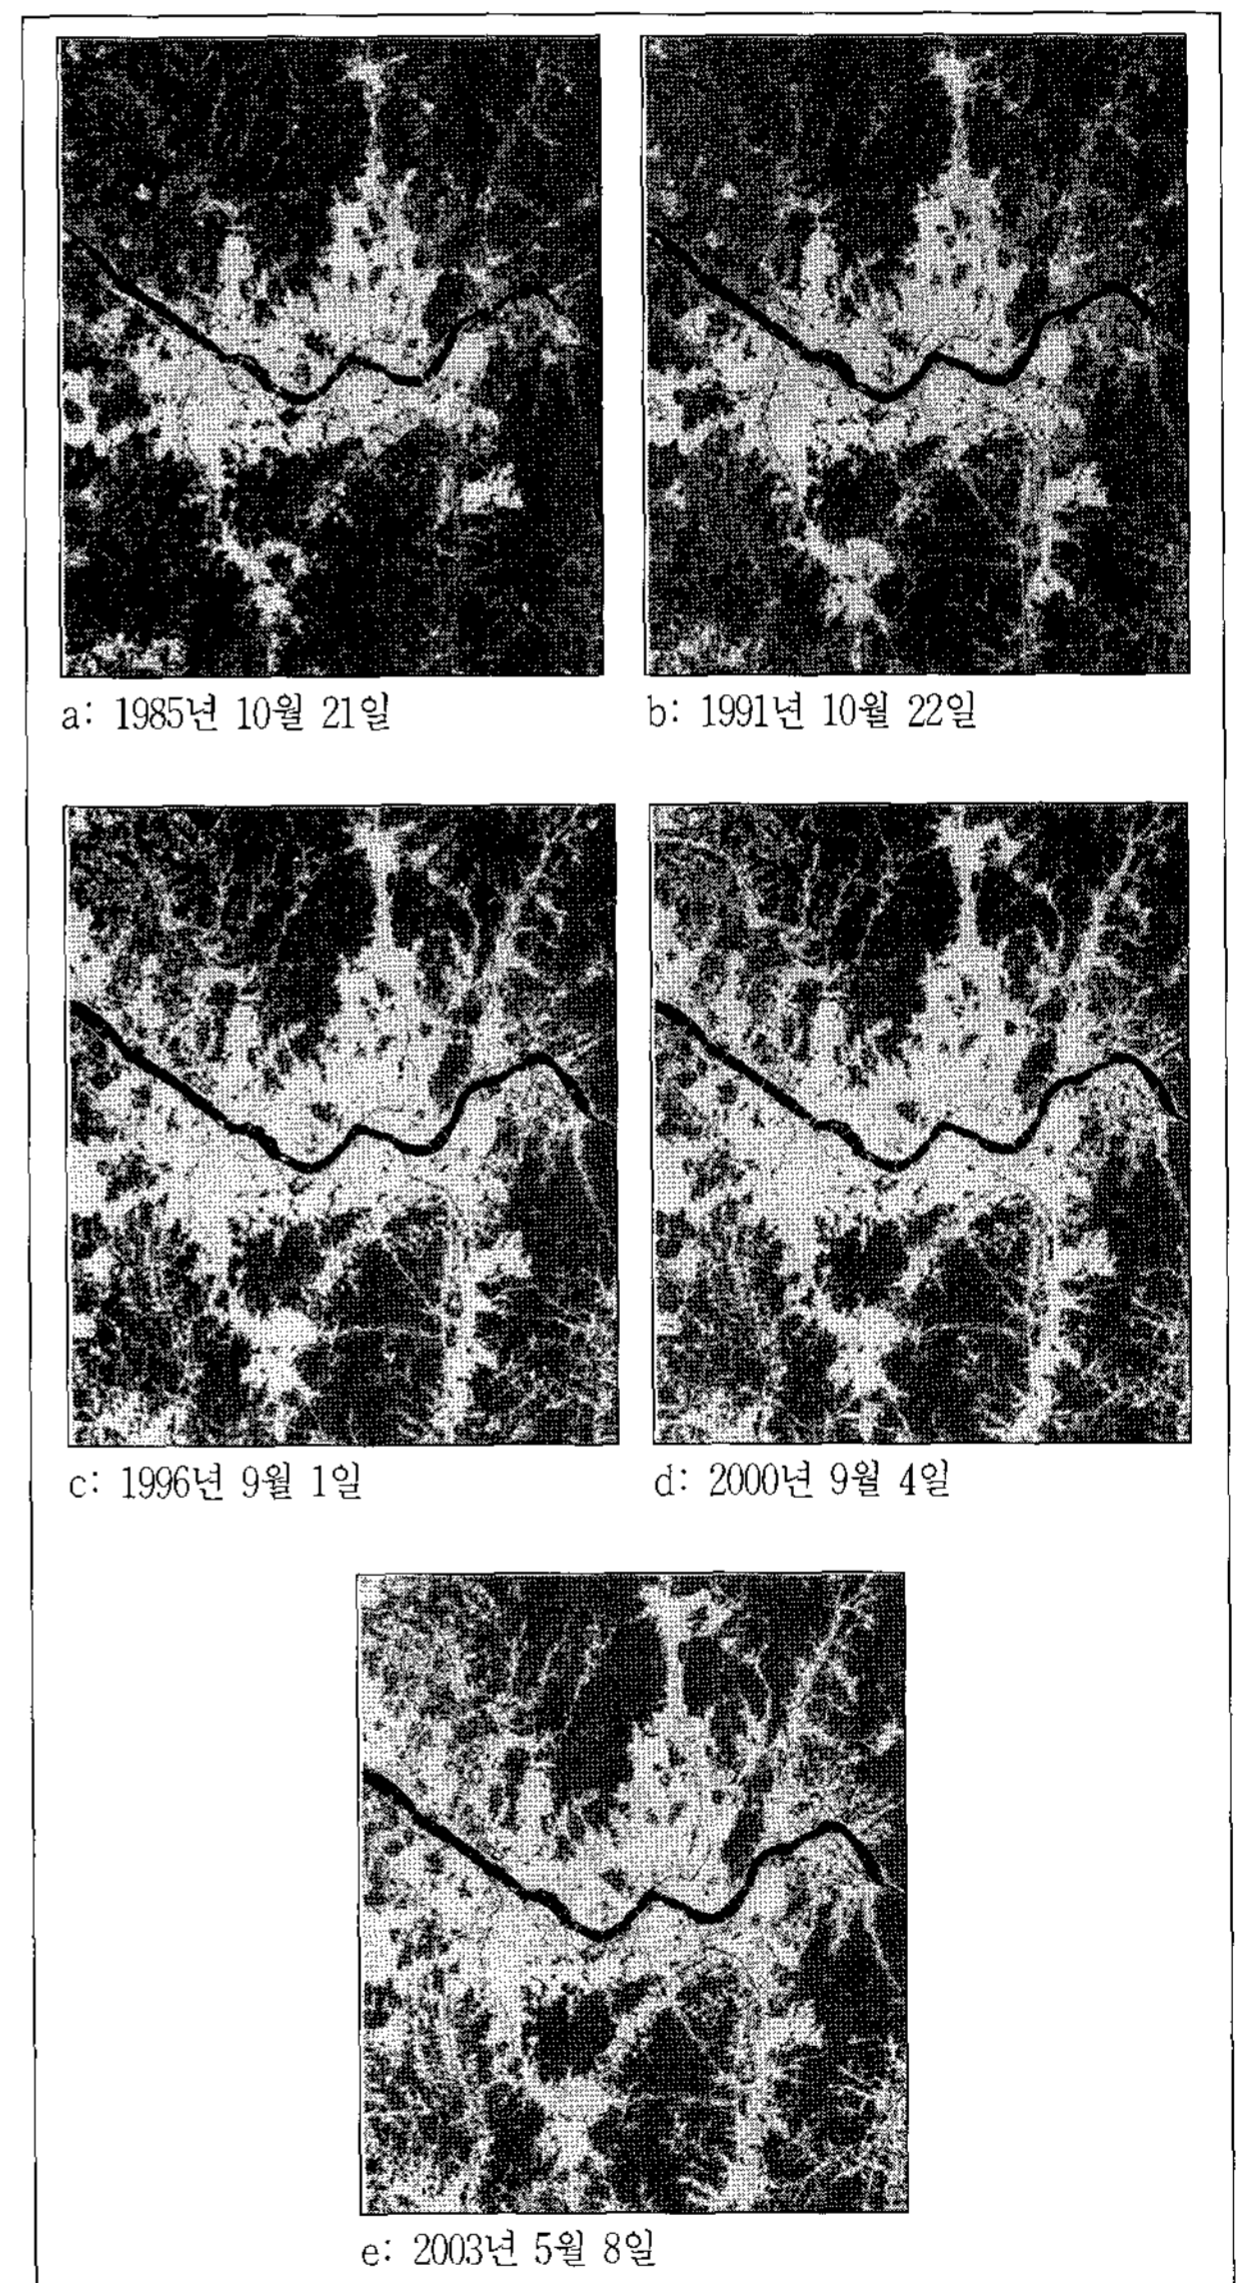 a: 1985년 10월 21일
b: 1991년 10월 22일
c: 1996년 9월 1일
d: 2000년 9월 4일
e: 2003년 5월 8일